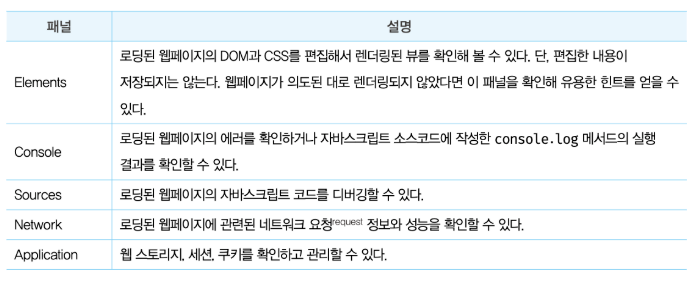 패널 설명
로딩된 웹페이지의 DOM과 CSS를 편집해서 렌더링된 뷰를 확인해 볼 수 있다. 단, 편집한 내용이
Elements 저장되지는 않는다. 웹페이지가 의도된 대로 렌더링되지 않았다면 이 패널을 확인해 유용한 힌트를 얻을 수
있다.
로딩된 웹페이지의 에러를 확인하거나 자바스크립트 소스코드에 작성한 console.log 메서드의 실행
Console
결과를 확인할 수 있다.
Sources 로딩된 웹페이지의 자바스크립트 코드를 디버깅할 수 있다.
Network 로딩된 웹페이지에 관련된 네트워크 요청request 정보와 성능을 확인할 수 있다.
Application 웹 스토리지, 세션, 쿠키를 확인하고 관리할 수 있다.